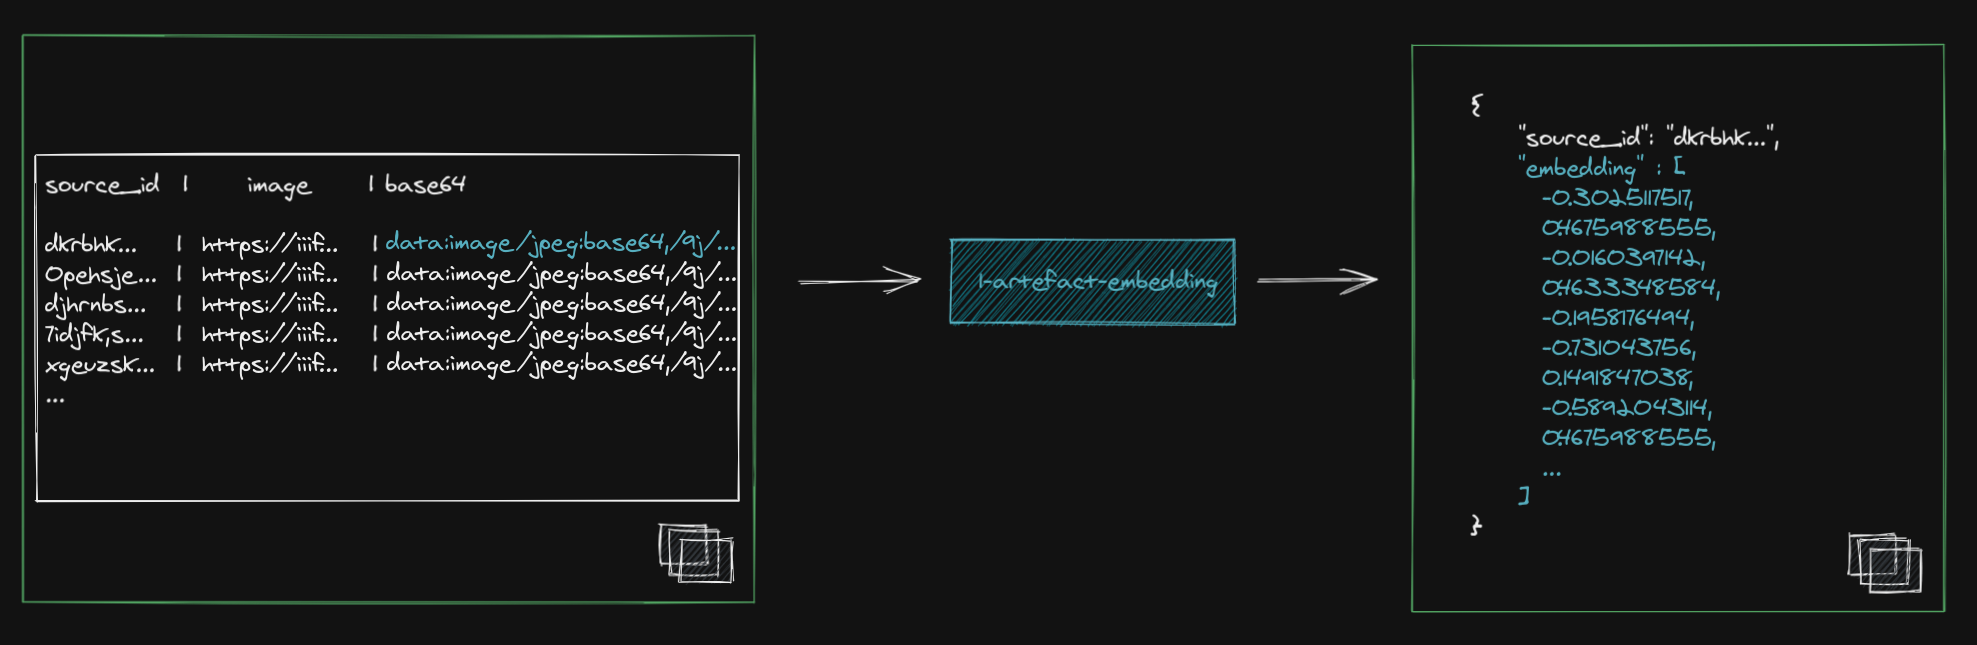 source_id | image | base64
dkrbhk... | https://iiif... | data:image/jpeg:base64,/9j/...
0pehsje... | https://iiif... | data:image/jpeg:base64,/9j/...
djhrnbs... | https://iiif... | data:image/jpeg:base64,/9j/...
7idjfk,s... | https://iiif... | data:image/jpeg:base64,/9j/...
xgeuzsk... | https://iiif... | data:image/jpeg:base64,/9j/...
...
1-artefact-embedding
{
"source_id": "dkrbhk...",
"embedding" : [
-0.3025117517,
0.4675988555,
-0.0160397142,
0.4633348584,
-0.1958176494,
-0.731043756,
0.1491847038,
-0.5892043114,
0.4675988555,
...
]
}